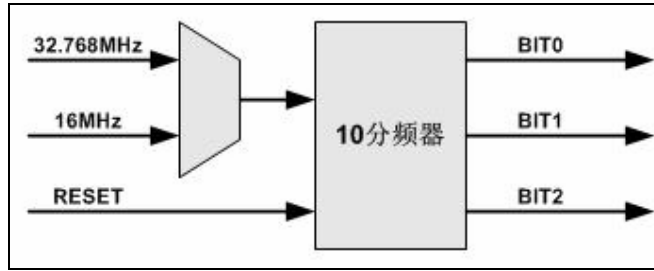 32.768MHz
16MHz
RESET
10分频器
BIT0
BIT1
BIT2